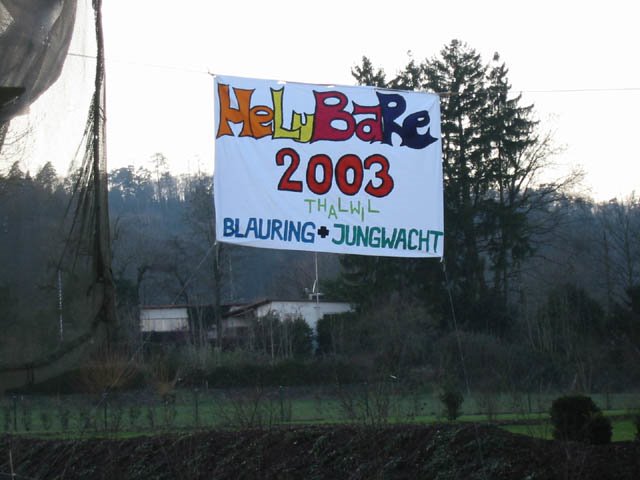 HeLuBaRe
2003
THALWIL
BLAURING + JUNGWACHT